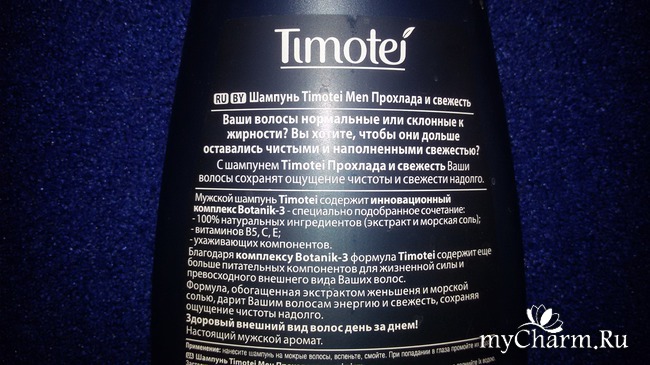 Timotei
RU BY Шампунь Timotei Men Прохлада и свежесть
Ваши волосы нормальные или склонные к
жирности? Вы хотите, чтобы они дольше
оставались чистыми и наполненными свежестью?
С шампунем Timotei Прохлада и свежесть Ваши
волосы сохранят ощущение чистоты и свежести надолго.
Мужской шампунь Timotei содержит инновационный
комплекс Botanik-3 - специально подобранное сочетание:
- 100% натуральных ингредиентов (экстракт и морская соль);
- витаминов B5, C, E;
- ухаживающих компонентов.
Благодаря комплексу Botanik-3 формула Timotei содержит еще
больше питательных компонентов для жизненной силы и
превосходного внешнего вида Ваших волос.
Формула, обогащенная экстрактом женьшеня и морской
солью, дарит Вашим волосам энергию и свежесть, сохраняя
ощущение чистоты надолго.
Здоровый внешний вид волос день за днем!
Настоящий мужской аромат.
Применение: нанесите шампунь на мокрые волосы, вспеньте, смойте. При попадании в глаза промойте их
Шампунь Timotei Men Прохлада
myCharm.Ru